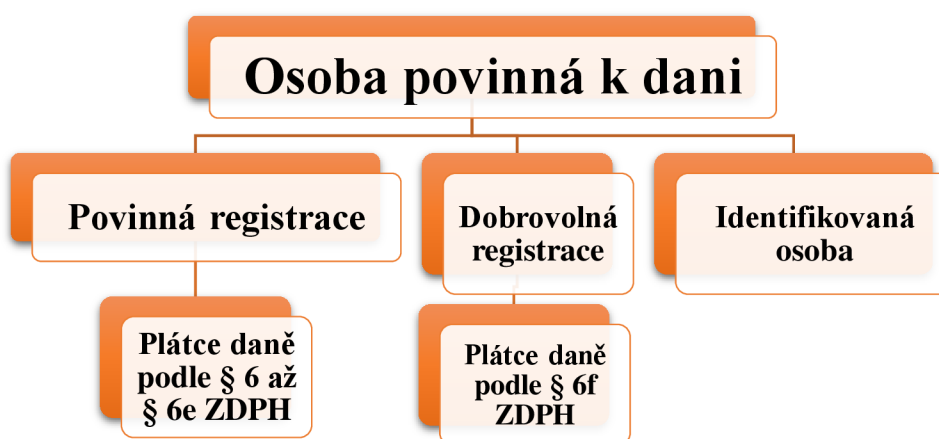 Osoba povinná k dani
Povinná registrace
Dobrovolná
registrace
Identifikovaná
osoba
Plátce daně
podle § 6 až
§ 6e ZDPH
Plátce daně
podle § 6f
ZDPH